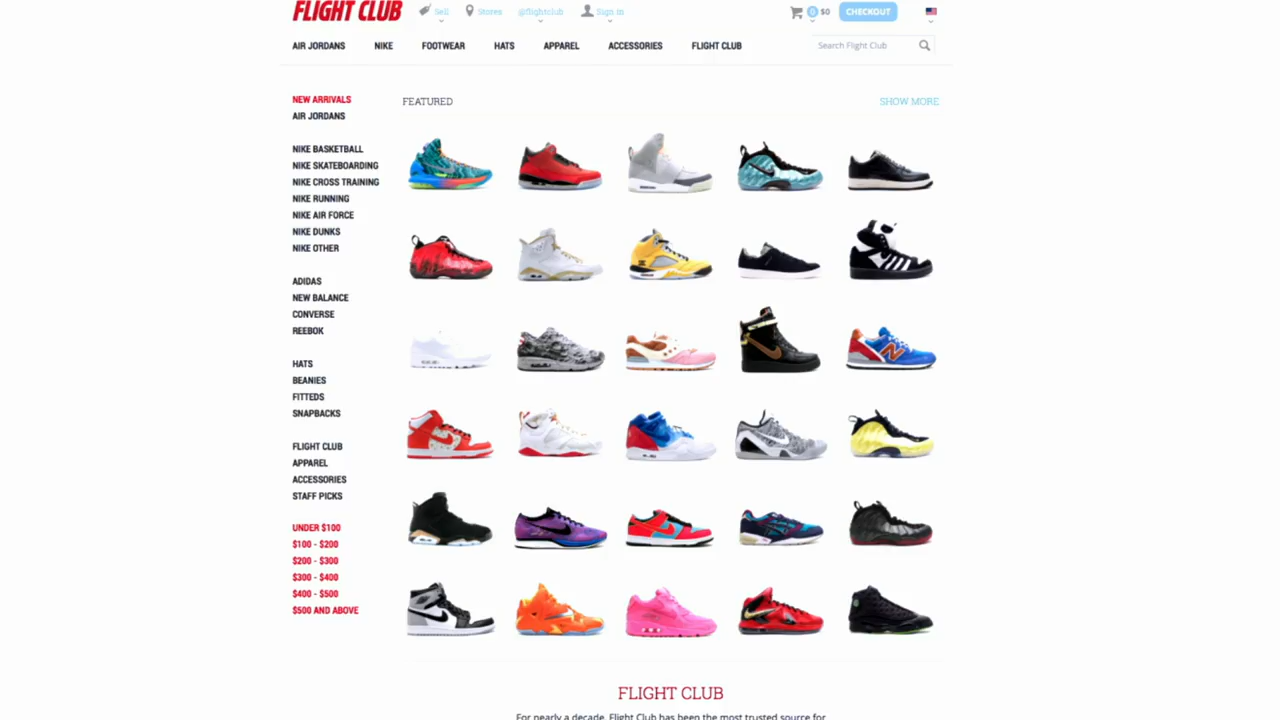 FLIGHT CLUB
Sell
Stores
@flightclub
Sign in
0
$0
CHECKOUT
AIR JORDANS
NIKE
FOOTWEAR
HATS
APPAREL
ACCESSORIES
FLIGHT CLUB
Search Flight Club
NEW ARRIVALS
AIR JORDANS
NIKE BASKETBALL
NIKE SKATEBOARDING
NIKE CROSS TRAINING
NIKE RUNNING
NIKE AIR FORCE
NIKE DUNKS
NIKE OTHER
ADIDAS
NEW BALANCE
CONVERSE
REEBOK
HATS
BEANIES
FITTEDS
SNAPBACKS
FLIGHT CLUB
APPAREL
ACCESSORIES
STAFF PICKS
UNDER $100
$100 - $200
$200 - $300
$300 - $400
$400 - $500
$500 AND ABOVE
FEATURED
SHOW MORE
FLIGHT CLUB
For nearly a decade, Flight Club has been the most trusted source for